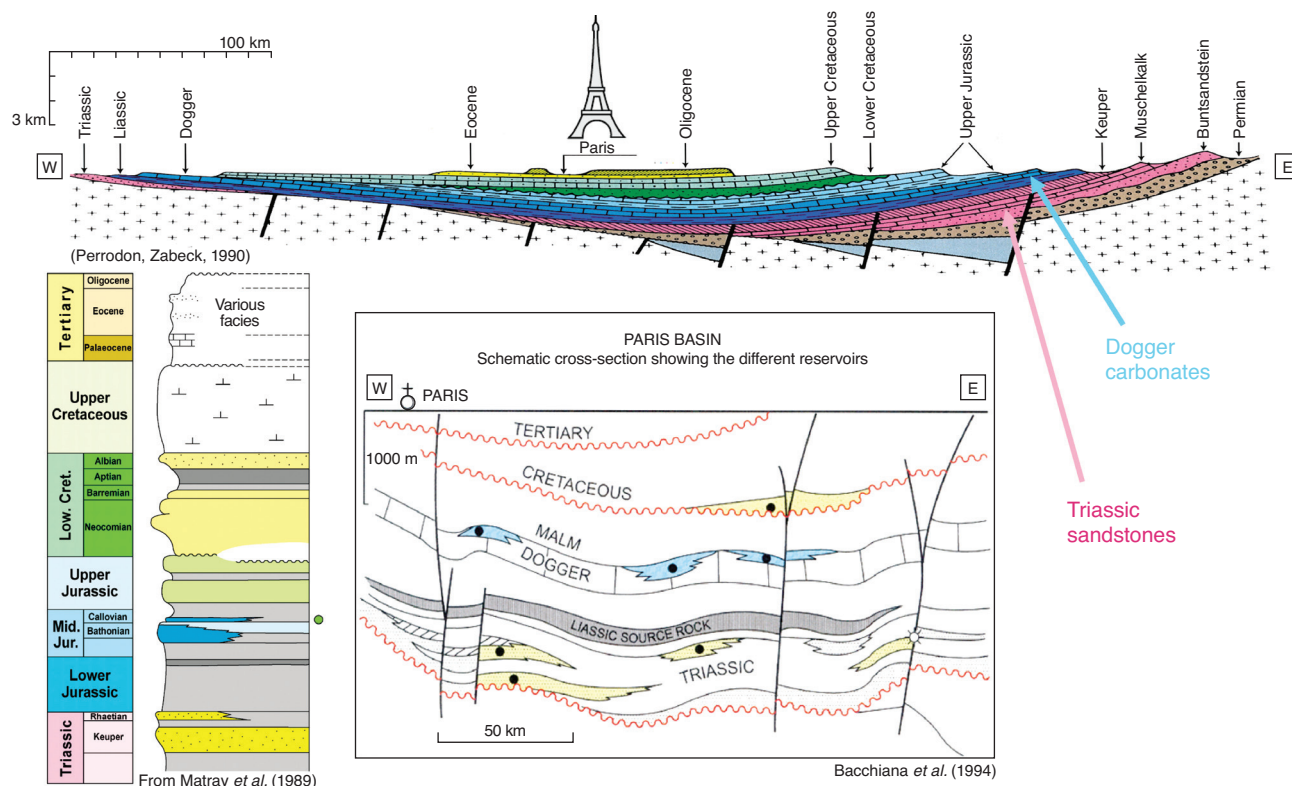 100 km
3 km
Triassic
Liassic
Dogger
Eocene
Paris
Oligocene
Upper Cretaceous
Lower Cretaceous
Upper Jurassic
Keuper
Muschelkalk
Buntsandstein
Permian
W
E
(Perrodon, Zabeck, 1990)
Dogger
carbonates
Triassic
sandstones
Tertiary
Oligocene
Eocene
Palaeocene
Various
facies
Upper
Cretaceous
Low. Cret.
Albian
Aptian
Barremian
Neocomian
Upper
Jurassic
Mid.
Jur.
Callovian
Bathonian
Lower
Jurassic
Triassic
Rhaetian
Keuper
From Matray et al. (1989)
PARIS BASIN
Schematic cross-section showing the different reservoirs
W
E
PARIS
1000 m
TERTIARY
CRETACEOUS
MALM
DOGGER
LIASSIC SOURCE ROCK
TRIASSIC
50 km
Bacchiana et al. (1994)